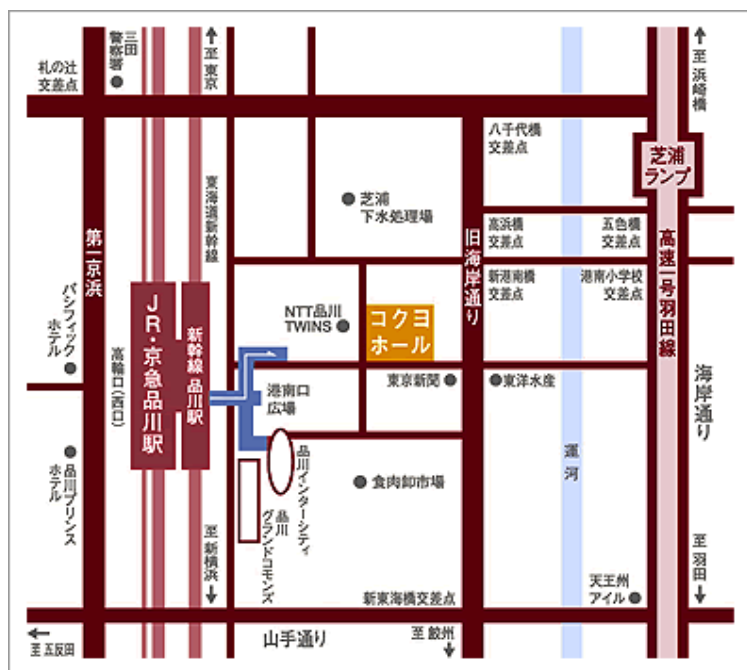 三田
警察署
札の辻
交差点
至東京
至浜崎橋
八千代橋
交差点
芝浦
ランプ
東海道新幹線
芝浦
下水処理場
高浜橋
交差点
五色橋
交差点
第一京浜
旧海岸通り
高速一号羽田線
新港南橋
交差点
港南小学校
交差点
パシフィック
ホテル
JR・京急品川駅
新幹線 品川駅
NTT品川
TWINS
コクヨ
ホール
高輪口(西口)
港南口
広場
東京新聞
東洋水産
海岸通り
品川プリンス
ホテル
品川インターシティ
品川
グランドコモンズ
食肉卸市場
運河
至新横浜
至羽田
天王州
アイル
新東海橋交差点
至五反田
山手通り
至鮫州